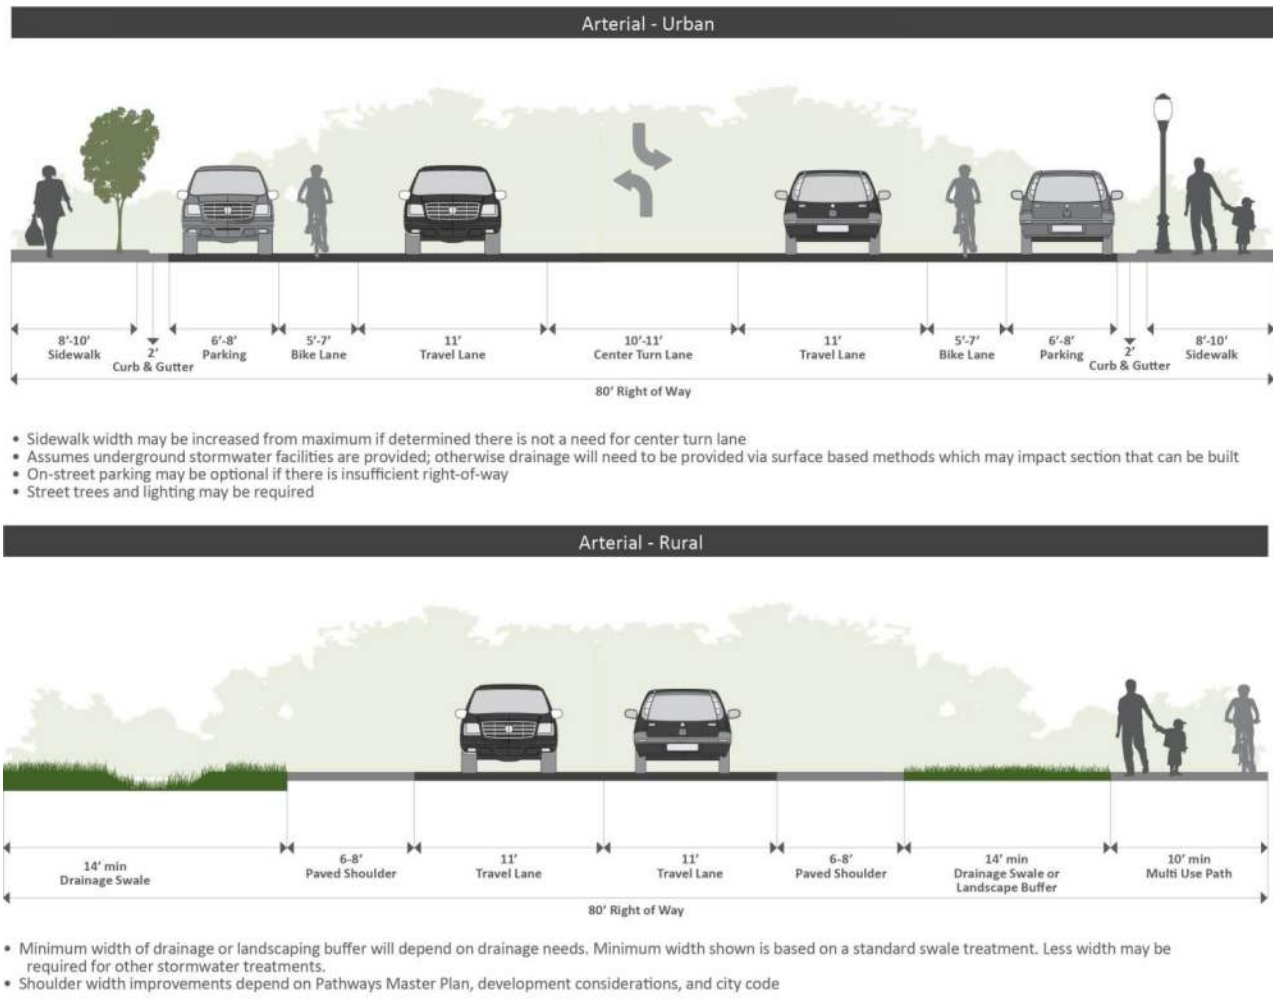 Arterial - Urban
8'-10'
Sidewalk
2'
Curb & Gutter
6'-8'
Parking
5'-7'
Bike Lane
11'
Travel Lane
10'-11'
Center Turn Lane
11'
Travel Lane
5'-7'
Bike Lane
6'-8'
Parking
2'
Curb & Gutter
8'-10'
Sidewalk
80' Right of Way
• Sidewalk width may be increased from maximum if determined there is not a need for center turn lane
• Assumes underground stormwater facilities are provided; otherwise drainage will need to be provided via surface based methods which may impact section that can be built
• On-street parking may be optional if there is insufficient right-of-way
• Street trees and lighting may be required
Arterial - Rural
14' min
Drainage Swale
6-8'
Paved Shoulder
11'
Travel Lane
11'
Travel Lane
6-8'
Paved Shoulder
14' min
Drainage Swale or
Landscape Buffer
10' min
Multi Use Path
80' Right of Way
• Minimum width of drainage or landscaping buffer will depend on drainage needs. Minimum width shown is based on a standard swale treatment. Less width may be
required for other stormwater treatments.
• Shoulder width improvements depend on Pathways Master Plan, development considerations, and city code